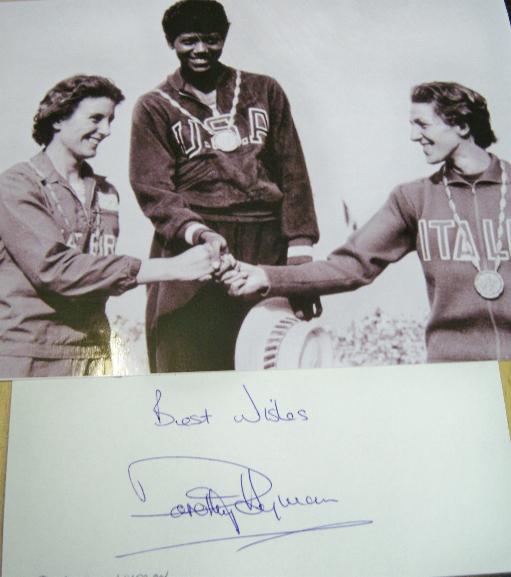 U.S.A
ITALI
Best Wishes
Dorothy Hyman